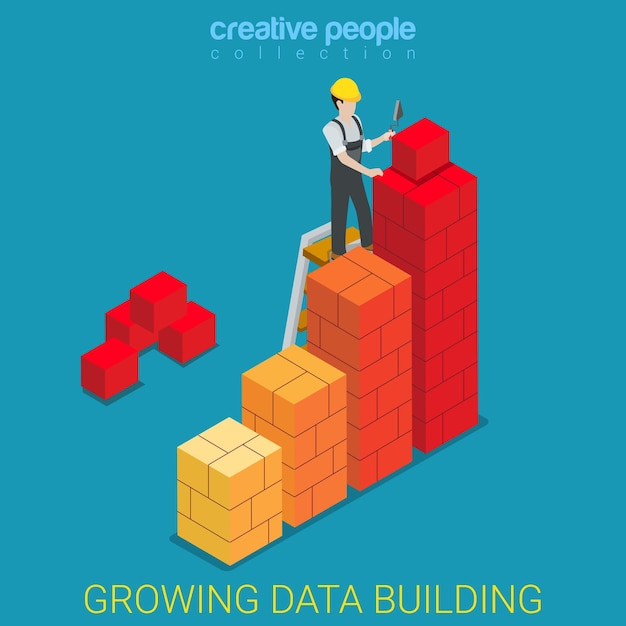 creative people
collection
GROWING DATA BUILDING